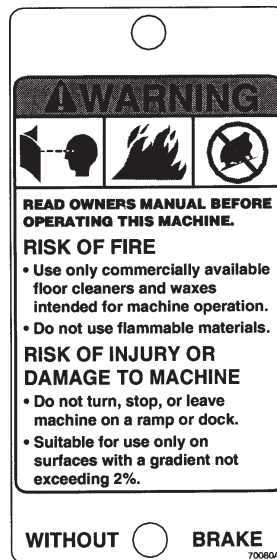 WARNING
READ OWNERS MANUAL BEFORE
OPERATING THIS MACHINE.
RISK OF FIRE
• Use only commercially available
floor cleaners and waxes
intended for machine operation.
• Do not use flammable materials.
RISK OF INJURY OR
DAMAGE TO MACHINE
• Do not turn, stop, or leave
machine on a ramp or dock.
• Suitable for use only on
surfaces with a gradient not
exceeding 2%.
WITHOUT BRAKE